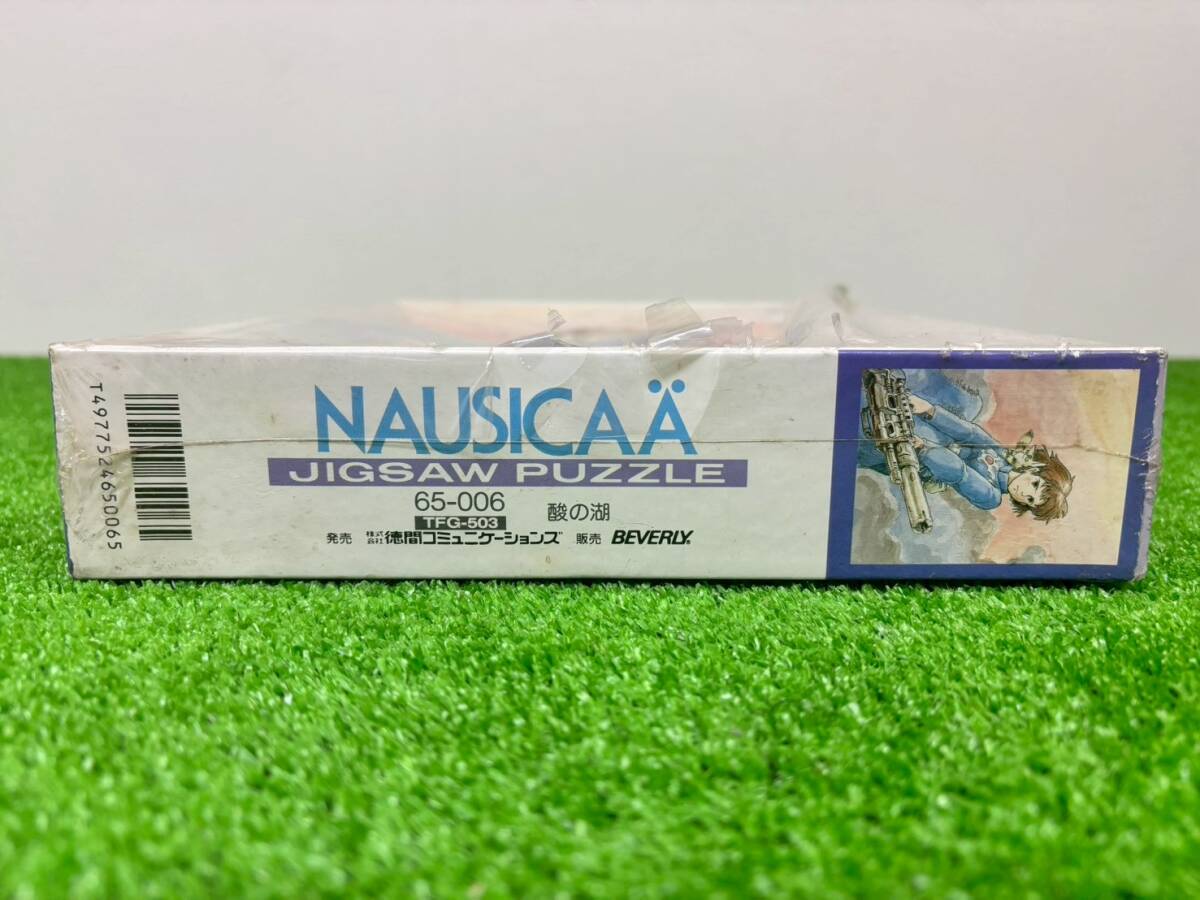 T4977524650065
NAUSICAÄ
JIGSAW PUZZLE
65-006 酸の湖
TFG-503
発売 株式会社 徳間コミュニケーションズ 販売 BEVERLY